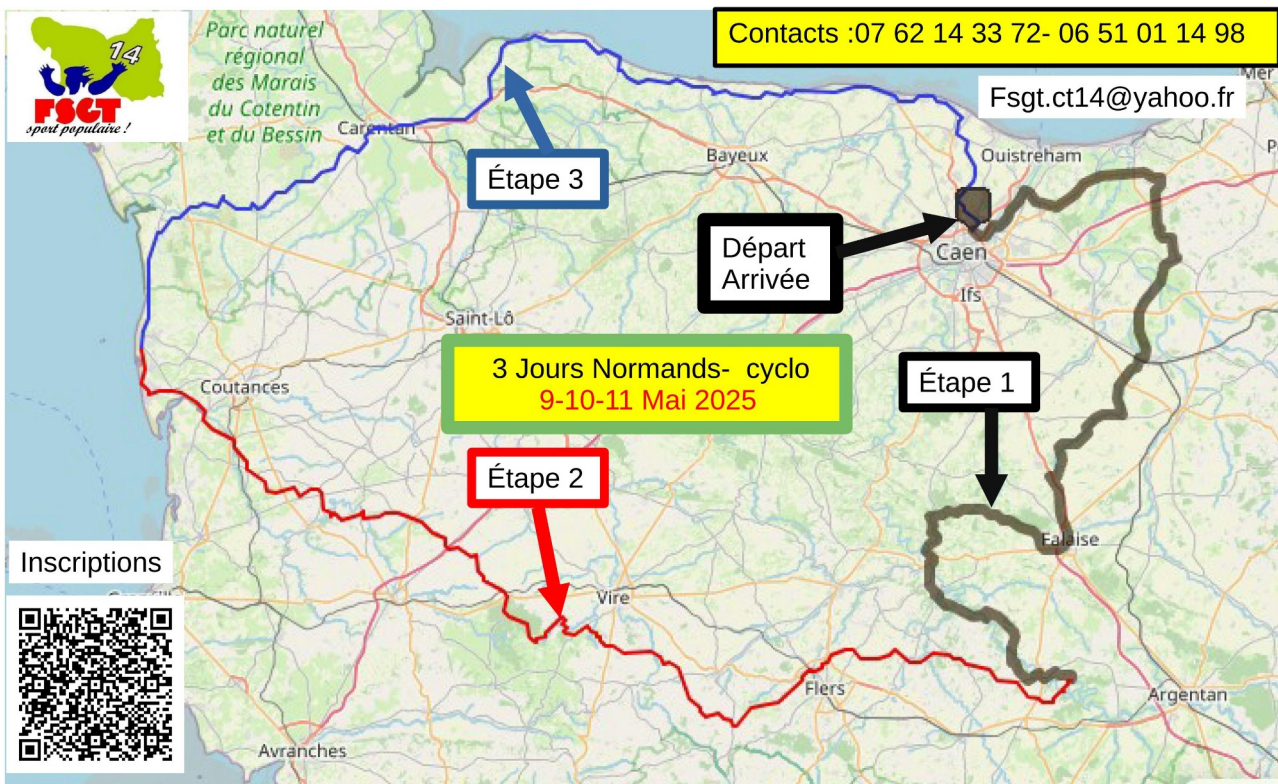 Parc naturel
régional
des Marais
du Cotentin
et du Bessin
14
FSGT
sport populaire !
Contacts :07 62 14 33 72- 06 51 01 14 98
Fsgt.ct14@yahoo.fr
Mer
Carentan
Bayeux
Ouistreham
Étape 3
Départ
Arrivée
Caen
Ifs
Saint-Lô
3 Jours Normands- cyclo
9-10-11 Mai 2025
Coutances
Étape 1
Étape 2
Falaise
Inscriptions
Vire
Flers
Argentan
Avranches